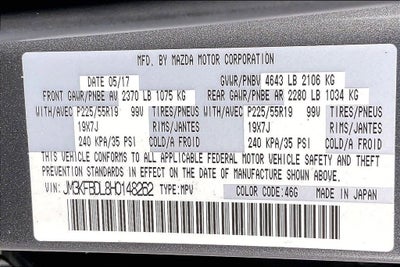 MFD. BY MAZDA MOTOR CORPORATION
DATE 05/17 GVWR/PNBV 4643 LB 2106 KG
FRONT GAWR/PNBE AV 2370 LB 1075 KG REAR GAWR/PNBE AR 2280 LB 1034 KG
WITH/AVEC P225/55R19 99V TIRES/PNEUS WITH/AVEC P225/55R19 99V TIRES/PNEUS
19X7J RIMS/JANTES 19X7J RIMS/JANTES
240 KPA/35 PSI COLD/A FROID 240 KPA/35 PSI COLD/A FROID
THIS VEHICLE CONFORMS TO ALL APPLICABLE FEDERAL MOTOR VEHICLE SAFETY AND THEFT
PREVENTION STANDARDS IN EFFECT ON THE DATE OF MANUFACTURE SHOWN ABOVE.
VIN: JM3KFBDL8H0148262 TYPE:MPV COLOR CODE:46G MADE IN JAPAN